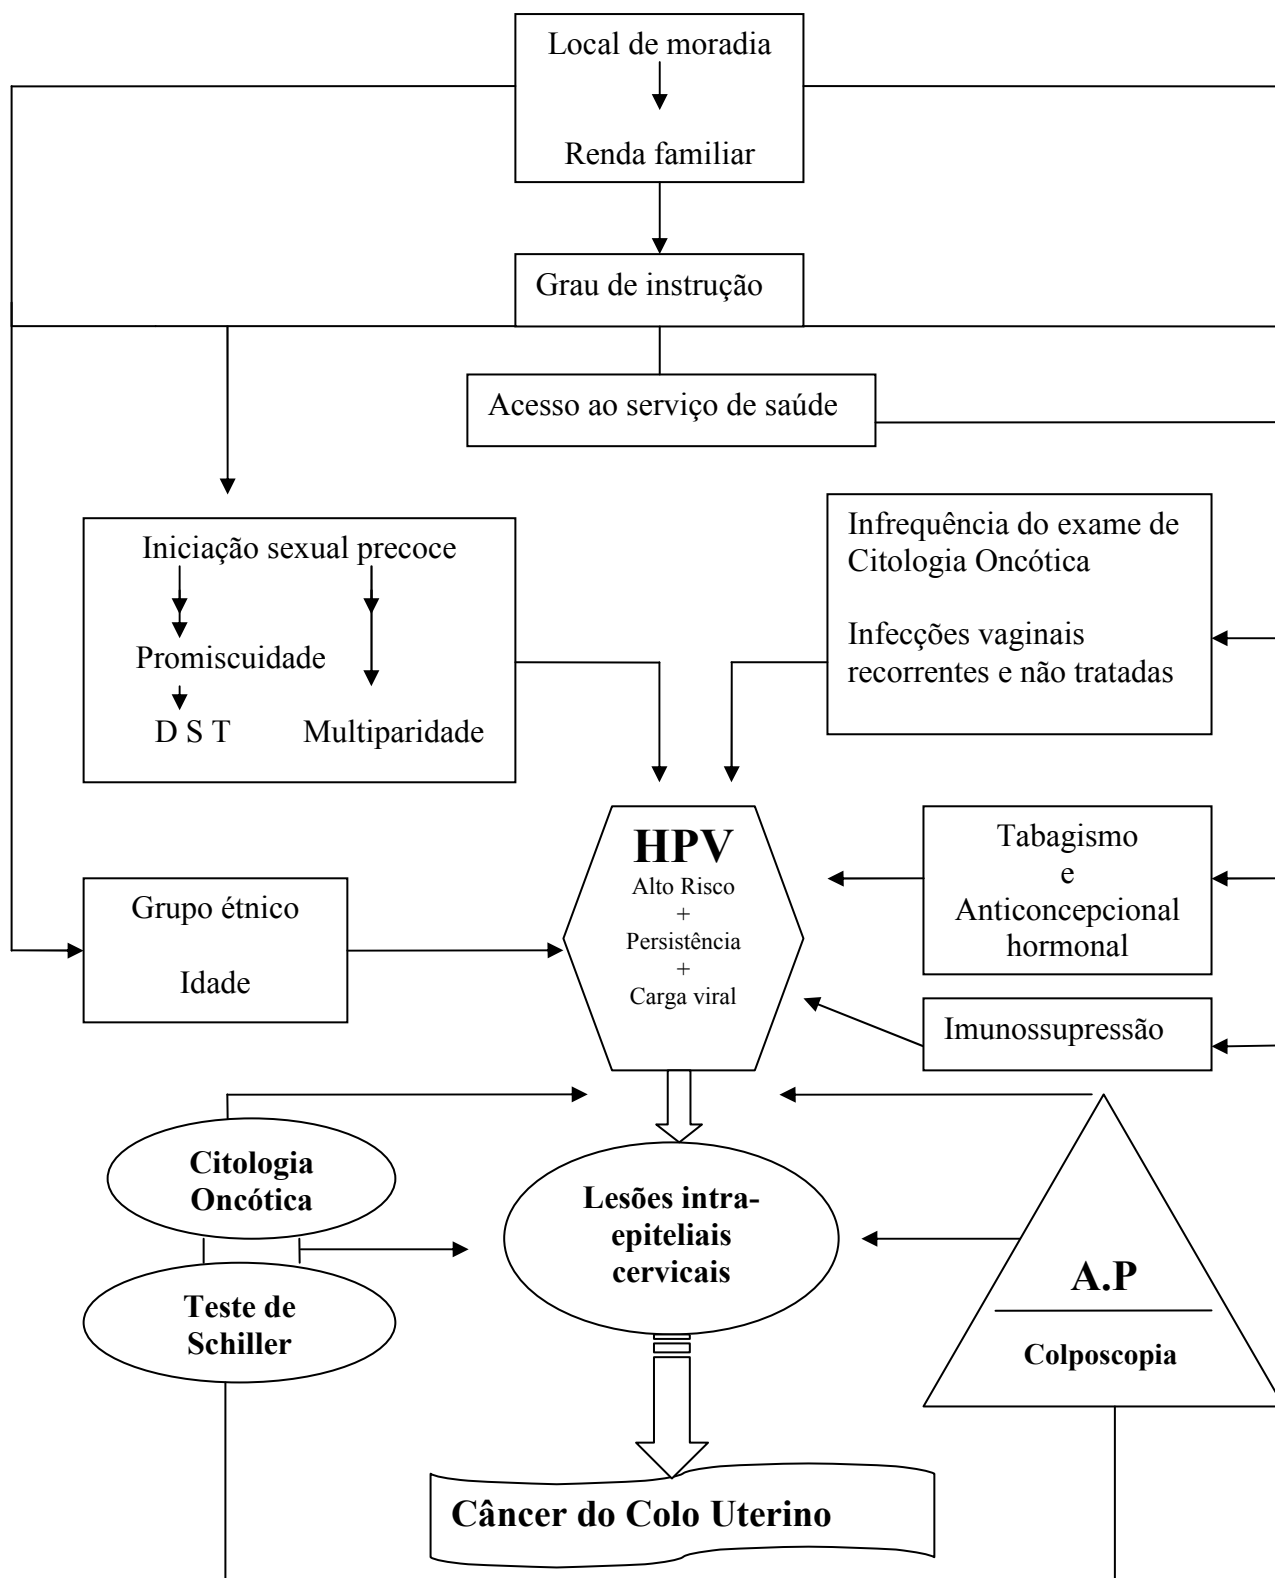 Local de moradia
Renda familiar
Grau de instrução
Acesso ao serviço de saúde
Iniciação sexual precoce
Promiscuidade
D S T
Multiparidade
Infrequência do exame de
Citologia Oncótica
Infecções vaginais
recorrentes e não tratadas
HPV
Alto Risco
+
Persistência
+
Carga viral
Tabagismo
e
Anticoncepcional
hormonal
Grupo étnico
Idade
Imunossupressão
Citologia
Oncótica
Teste de
Schiller
Lesões intra-
epiteliais
cervicais
A.P
Colposcopia
Câncer do Colo Uterino